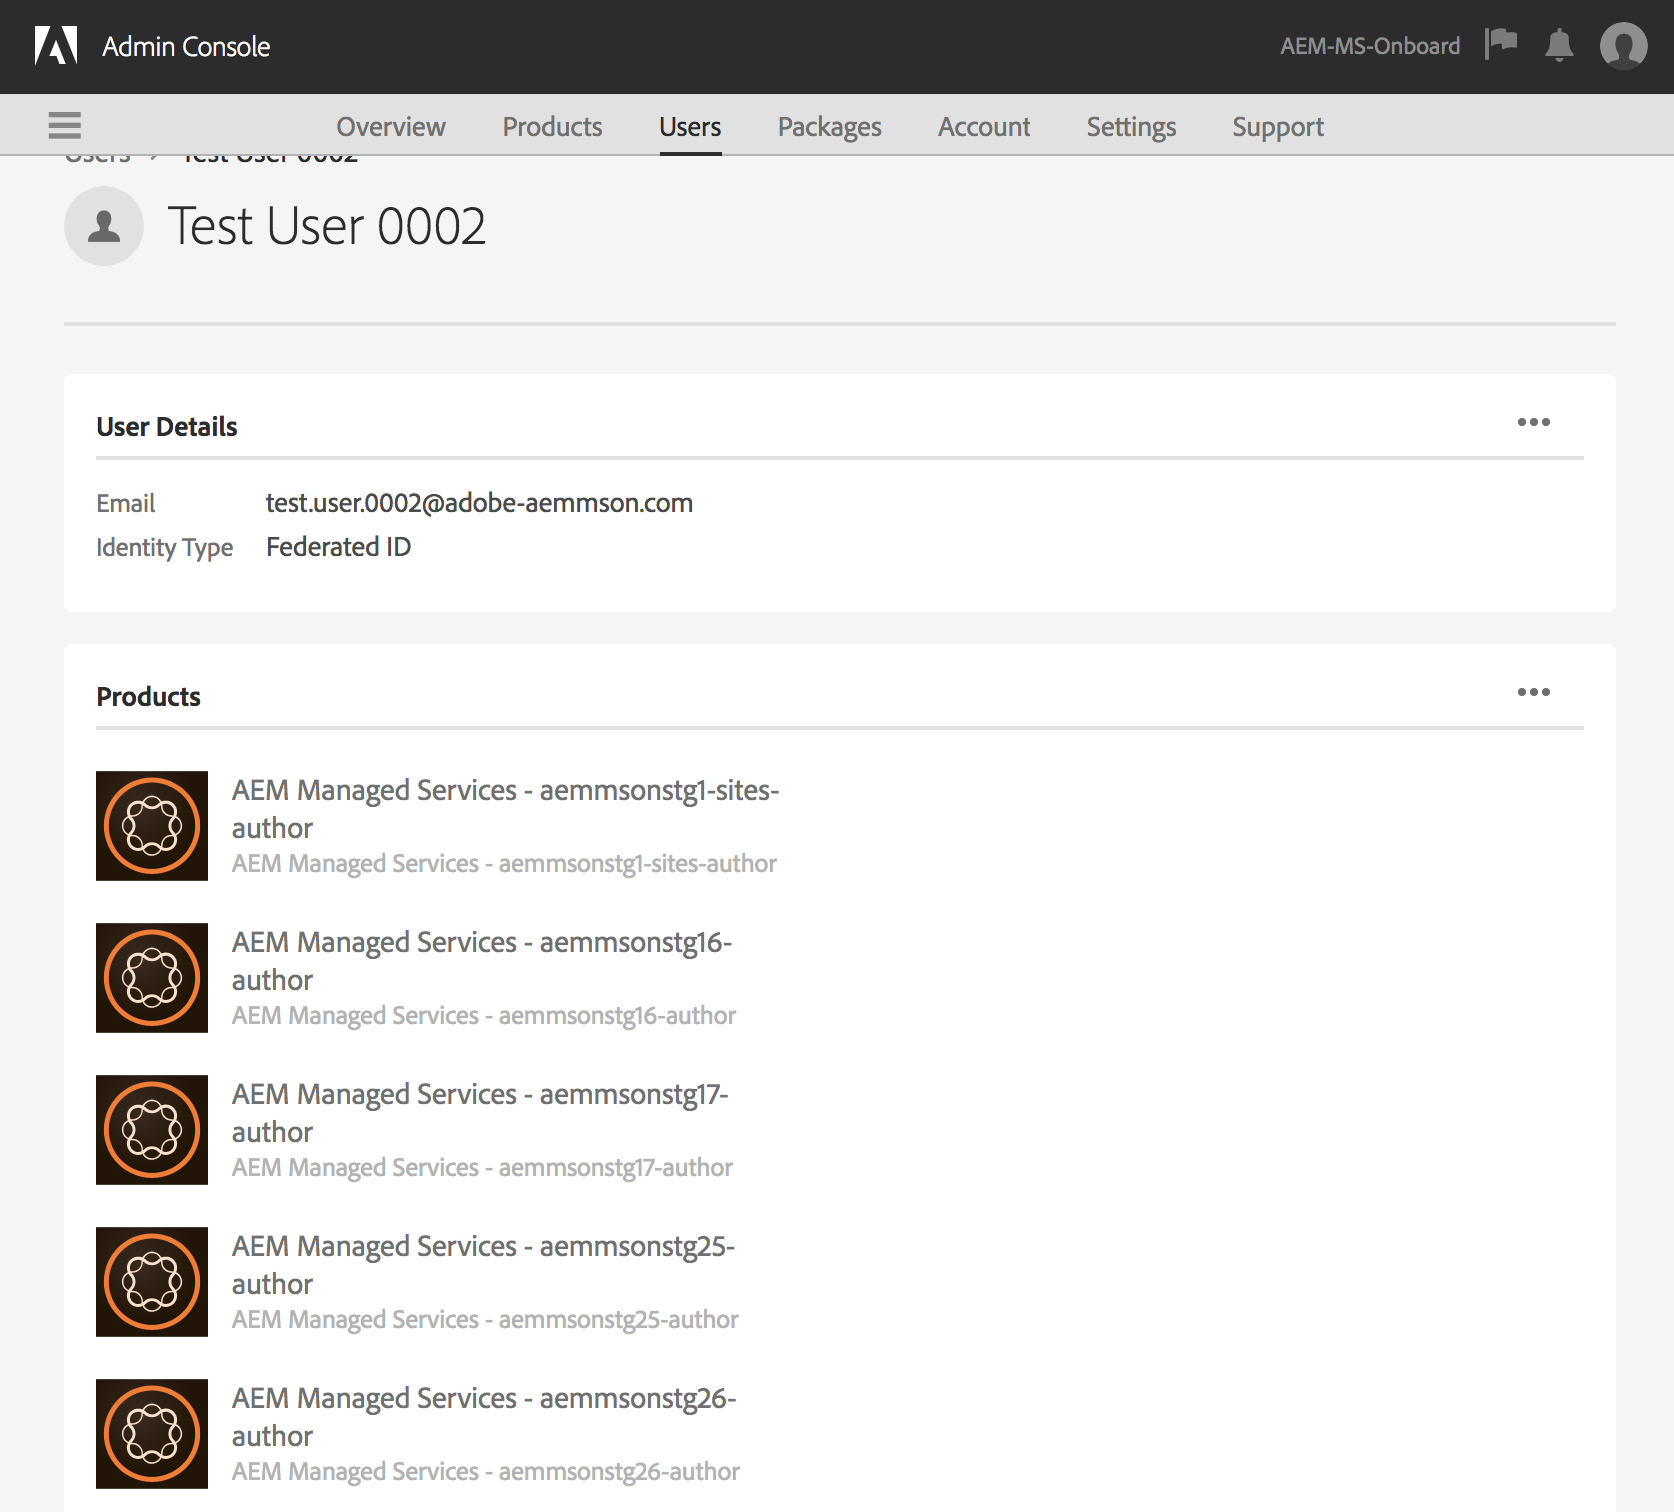 Admin Console
AEM-MS-Onboard
Overview Products Users Packages Account Settings Support
Users > Test User 0002
Test User 0002
User Details
Email test.user.0002@adobe-aemmson.com
Identity Type Federated ID
Products
AEM Managed Services - aemmsonstg1-sites-
author
AEM Managed Services - aemmsonstg1-sites-author
AEM Managed Services - aemmsonstg16-
author
AEM Managed Services - aemmsonstg16-author
AEM Managed Services - aemmsonstg17-
author
AEM Managed Services - aemmsonstg17-author
AEM Managed Services - aemmsonstg25-
author
AEM Managed Services - aemmsonstg25-author
AEM Managed Services - aemmsonstg26-
author
AEM Managed Services - aemmsonstg26-author